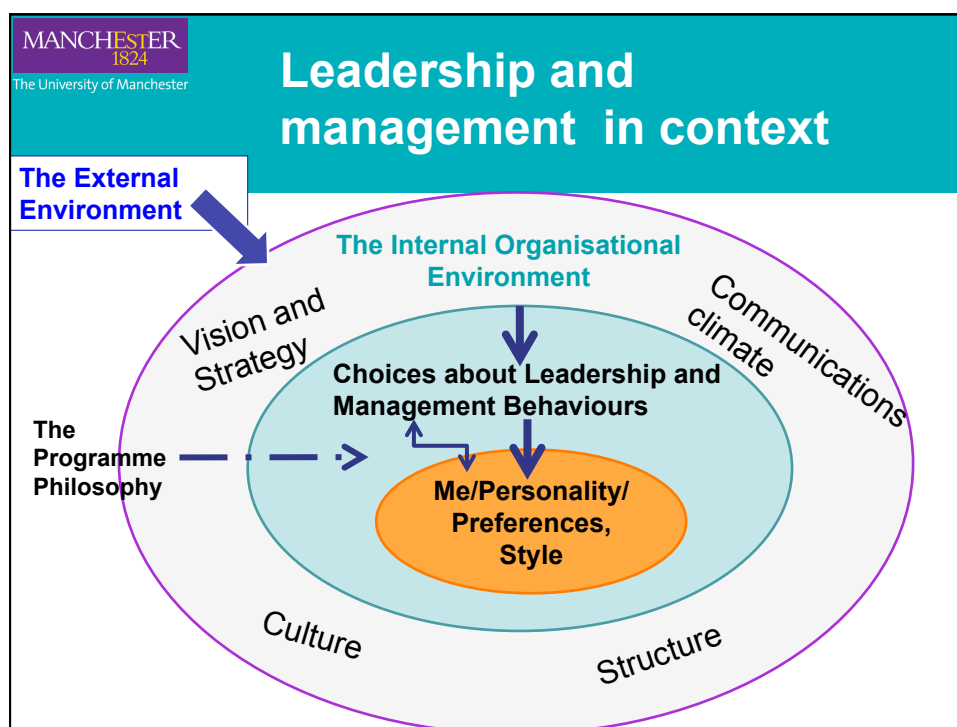 MANCHESTER
1824
The University of Manchester
Leadership and
management in context
The External
Environment
The Internal Organisational
Environment
Vision and
Strategy
Communications
climate
Choices about Leadership and
Management Behaviours
The
Programme
Philosophy
Me/Personality/
Preferences,
Style
Culture
Structure